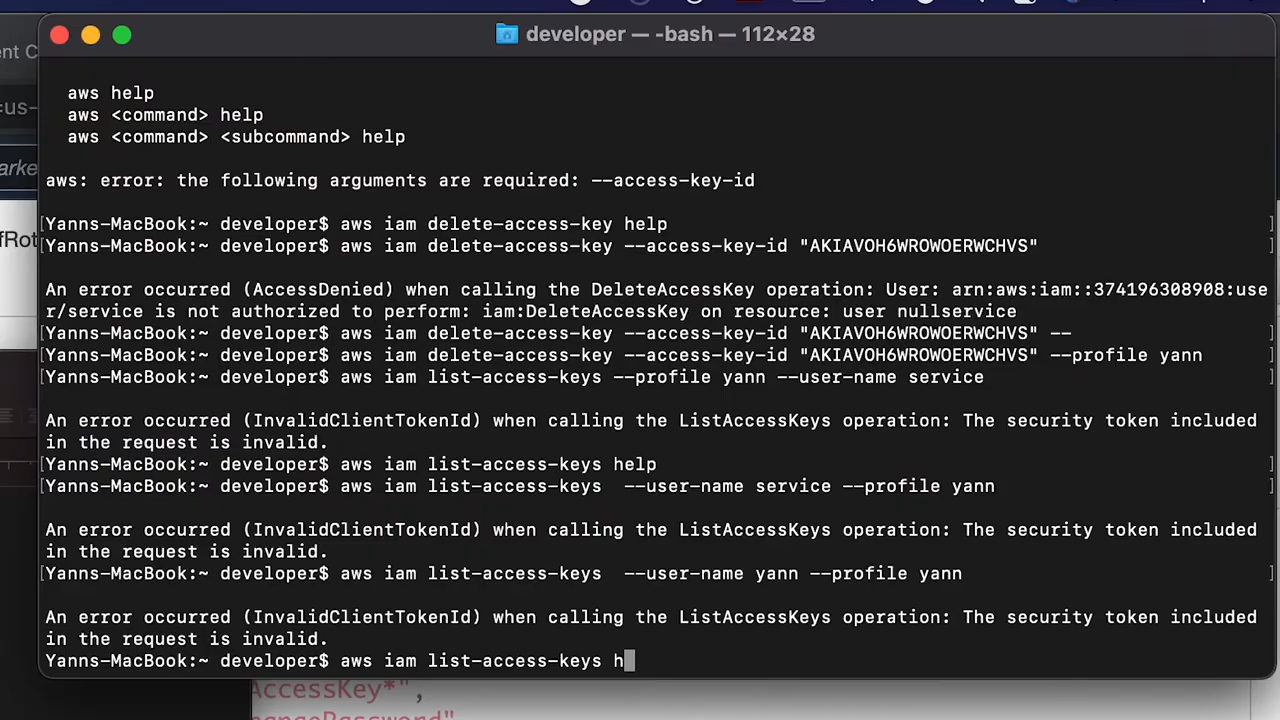 developer — -bash — 112×28
ent C
:us-
arke
fRot
aws help
aws <command> help
aws <command> <subcommand> help
aws: error: the following arguments are required: --access-key-id
[Yanns-MacBook:~ developer$ aws iam delete-access-key help ]
[Yanns-MacBook:~ developer$ aws iam delete-access-key --access-key-id "AKIAVOH6WROWOERWCHVS" ]
An error occurred (AccessDenied) when calling the DeleteAccessKey operation: User: arn:aws:iam::374196308908:use
r/service is not authorized to perform: iam:DeleteAccessKey on resource: user nullservice
[Yanns-MacBook:~ developer$ aws iam delete-access-key --access-key-id "AKIAVOH6WROWOERWCHVS" -- ]
[Yanns-MacBook:~ developer$ aws iam delete-access-key --access-key-id "AKIAVOH6WROWOERWCHVS" --profile yann ]
[Yanns-MacBook:~ developer$ aws iam list-access-keys --profile yann --user-name service ]
An error occurred (InvalidClientTokenId) when calling the ListAccessKeys operation: The security token included
in the request is invalid.
[Yanns-MacBook:~ developer$ aws iam list-access-keys help ]
[Yanns-MacBook:~ developer$ aws iam list-access-keys  --user-name service --profile yann ]
An error occurred (InvalidClientTokenId) when calling the ListAccessKeys operation: The security token included
in the request is invalid.
[Yanns-MacBook:~ developer$ aws iam list-access-keys  --user-name yann --profile yann ]
An error occurred (InvalidClientTokenId) when calling the ListAccessKeys operation: The security token included
in the request is invalid.
Yanns-MacBook:~ developer$ aws iam list-access-keys h
AccessKey*",